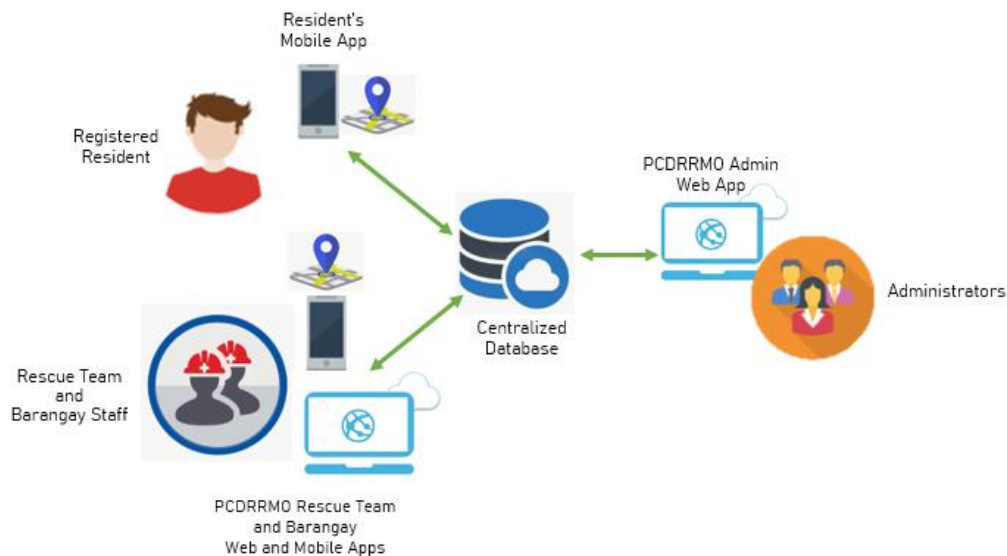 Resident's
Mobile App
Registered
Resident
PCDRRMO Admin
Web App
Administrators
Centralized
Database
Rescue Team
and
Barangay Staff
PCDRRMO Rescue Team
and Barangay
Web and Mobile Apps